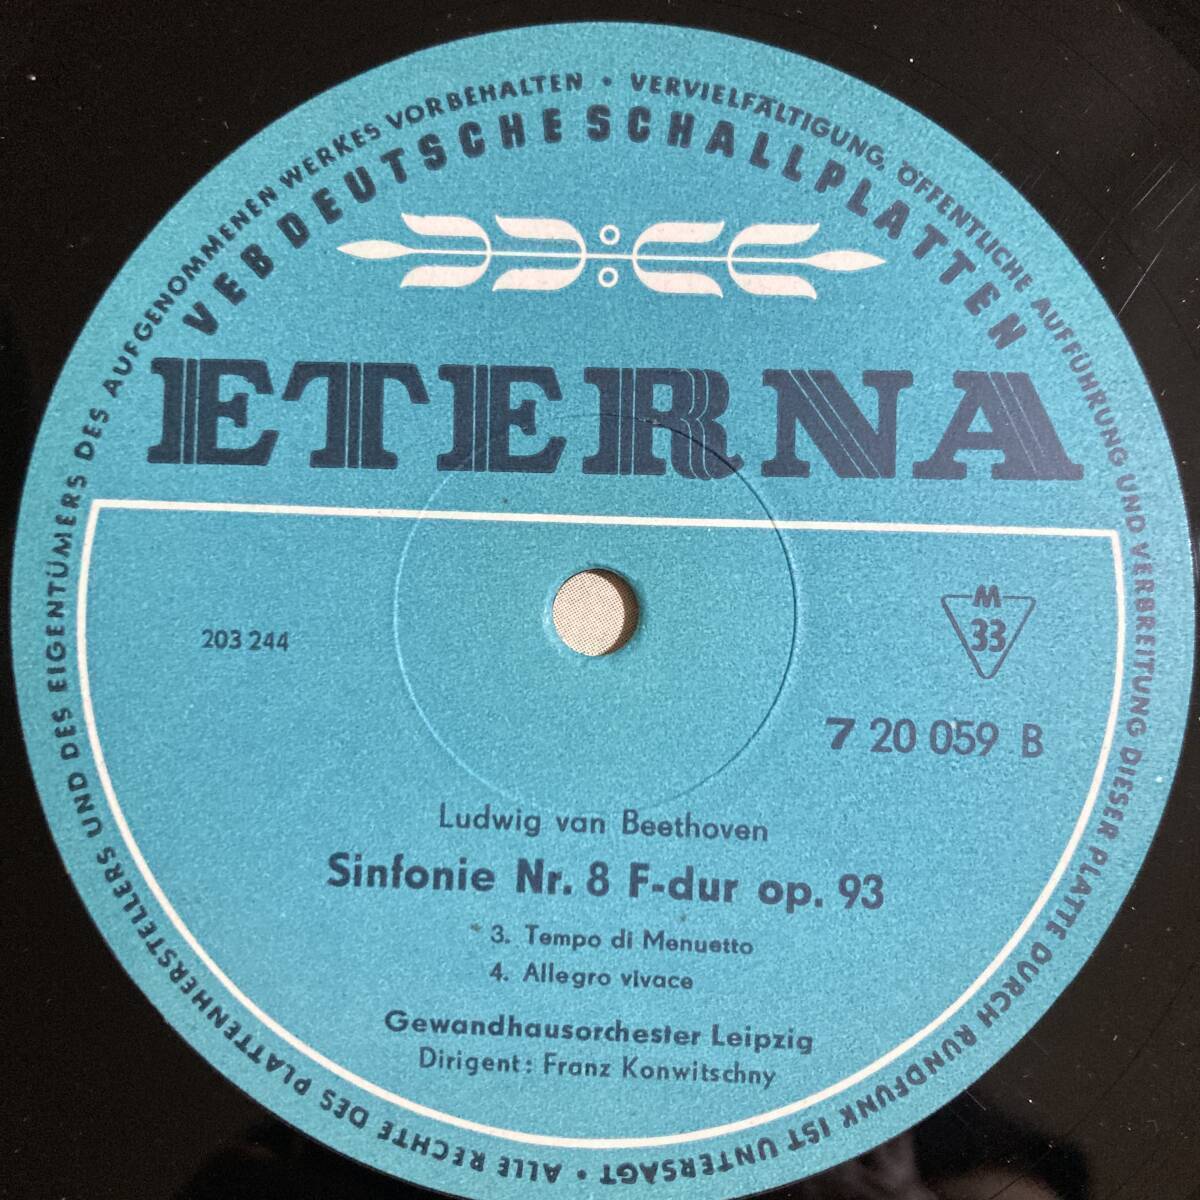 ALLE RECHTE DES PLATTENHERSTELLERS UND DES EIGENTÜMERS DES AUFGENOMMENEN WERKES VORBEHALTEN • VERVIELFÄLTIGUNG, ÖFFENTLICHE AUFFÜHRUNG UND VERBREITUNG DIESER PLATTE DURCH RUNDFUNK IST UNTERSAGT •
VEB DEUTSCHE SCHALLPLATTEN
ETERNA
M
33
203 244
7 20 059 B
Ludwig van Beethoven
Sinfonie Nr. 8 F-dur op. 93
3. Tempo di Menuetto
4. Allegro vivace
Gewandhausorchester Leipzig
Dirigent: Franz Konwitschny